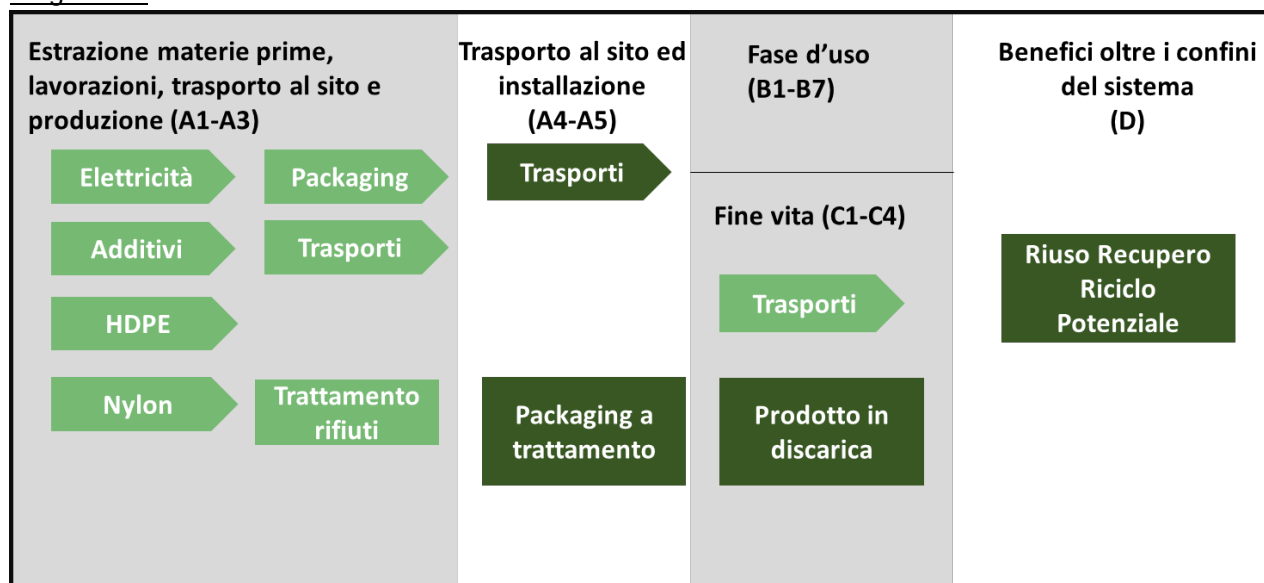 Estrazione materie prime,
lavorazioni, trasporto al sito e
produzione (A1-A3)
Elettricità
Packaging
Additivi
Trasporti
HDPE
Nylon
Trattamento
rifiuti
Trasporto al sito ed
installazione
(A4-A5)
Trasporti
Packaging a
trattamento
Fase d’uso
(B1-B7)
Fine vita (C1-C4)
Trasporti
Prodotto in
discarica
Benefici oltre i confini
del sistema
(D)
Riuso Recupero
Riciclo
Potenziale